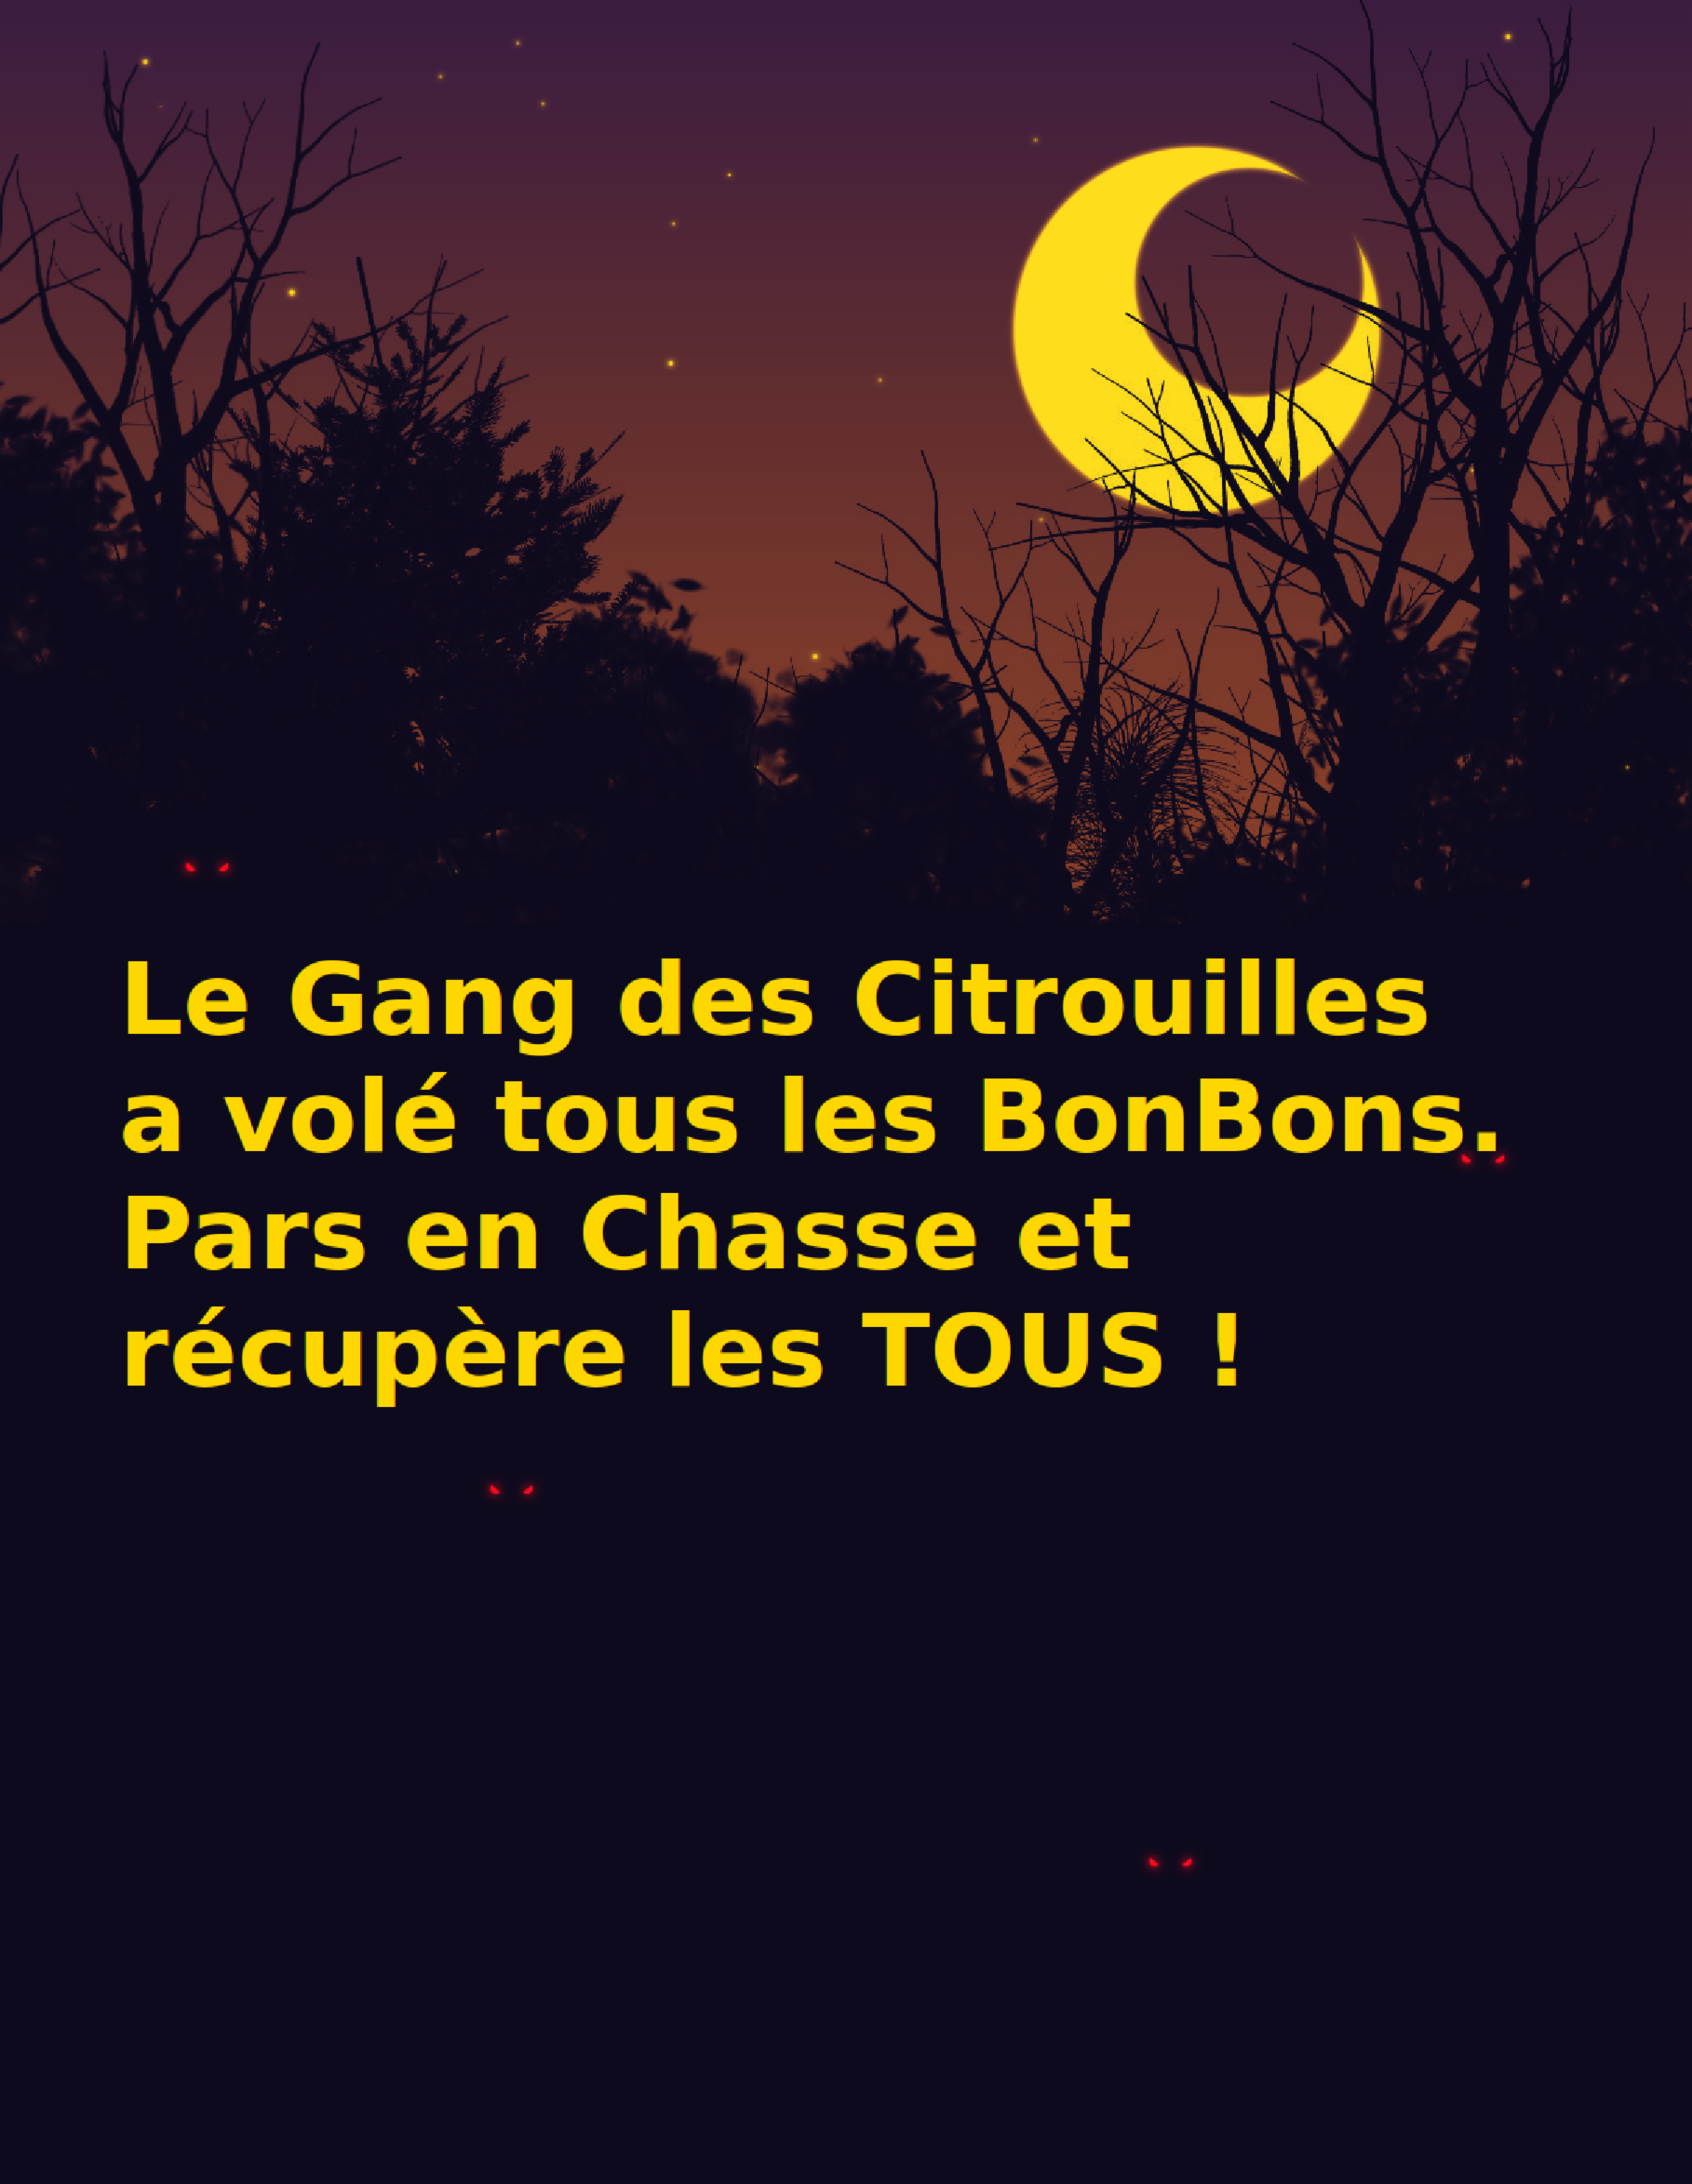 Le Gang des Citrouilles
a volé tous les BonBons.
Pars en Chasse et
récupère les TOUS !